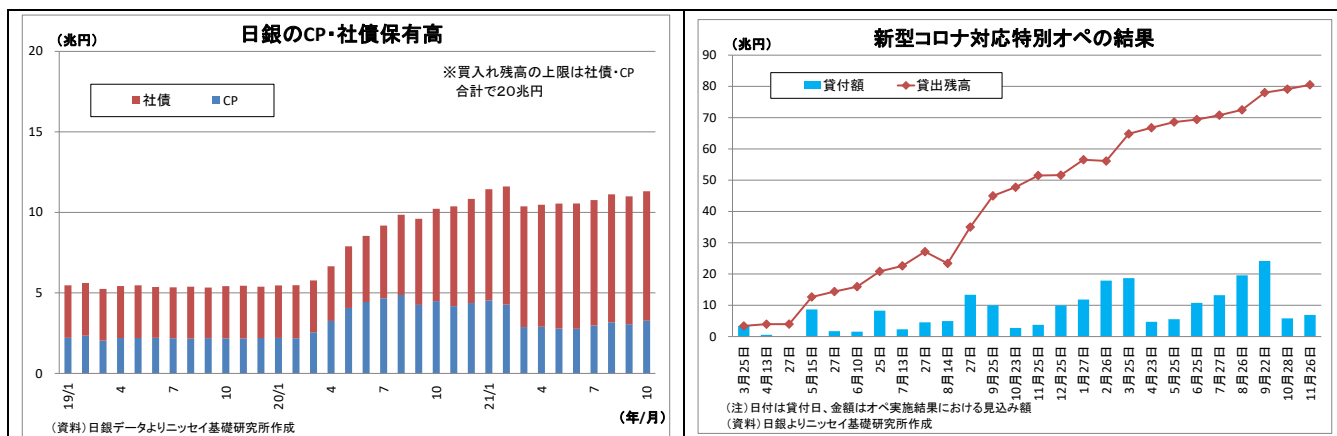 日銀のCP・社債保有高
（兆円）
※買入れ残高の上限は社債・CP
合計で20兆円
社債 CP
20
15
10
5
0
19/1 4 7 10 20/1 4 7 10 21/1 4 7 10
（年/月）
（資料）日銀データよりニッセイ基礎研究所作成
新型コロナ対応特別オペの結果
（兆円）
貸付額 貸出残高
90
80
70
60
50
40
30
20
10
0
3月25日 4月13日 27日 5月15日 27日 6月10日 25日 7月13日 27日 8月14日 27日 9月25日 10月23日 11月25日 12月25日 1月27日 2月26日 3月25日 4月23日 5月25日 6月25日 7月27日 8月26日 9月22日 10月28日 11月26日
（注）日付は貸付日、金額はオペ実施結果における見込み額
（資料）日銀よりニッセイ基礎研究所作成